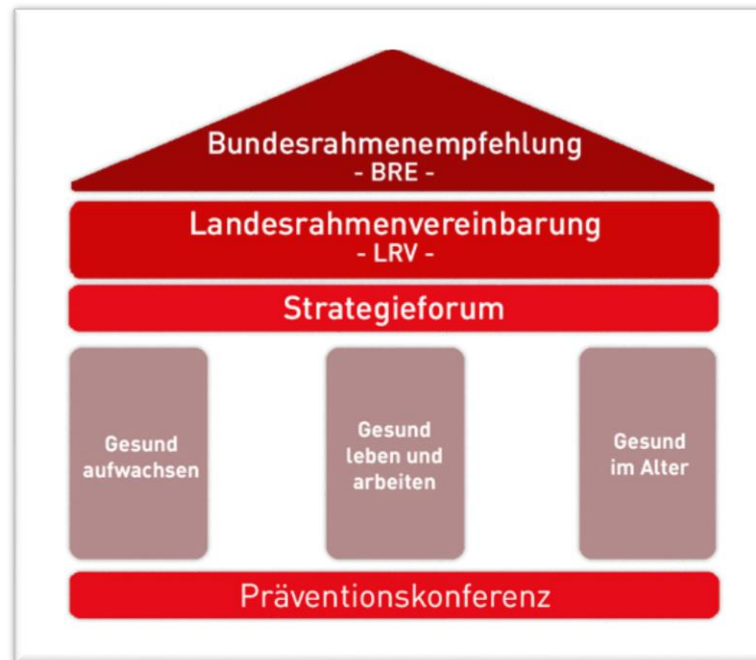 Bundesrahmenempfehlung
- BRE -
Landesrahmenvereinbarung
- LRV -
Strategieforum
Gesund
aufwachsen
Gesund
leben und
arbeiten
Gesund
im Alter
Präventionskonferenz